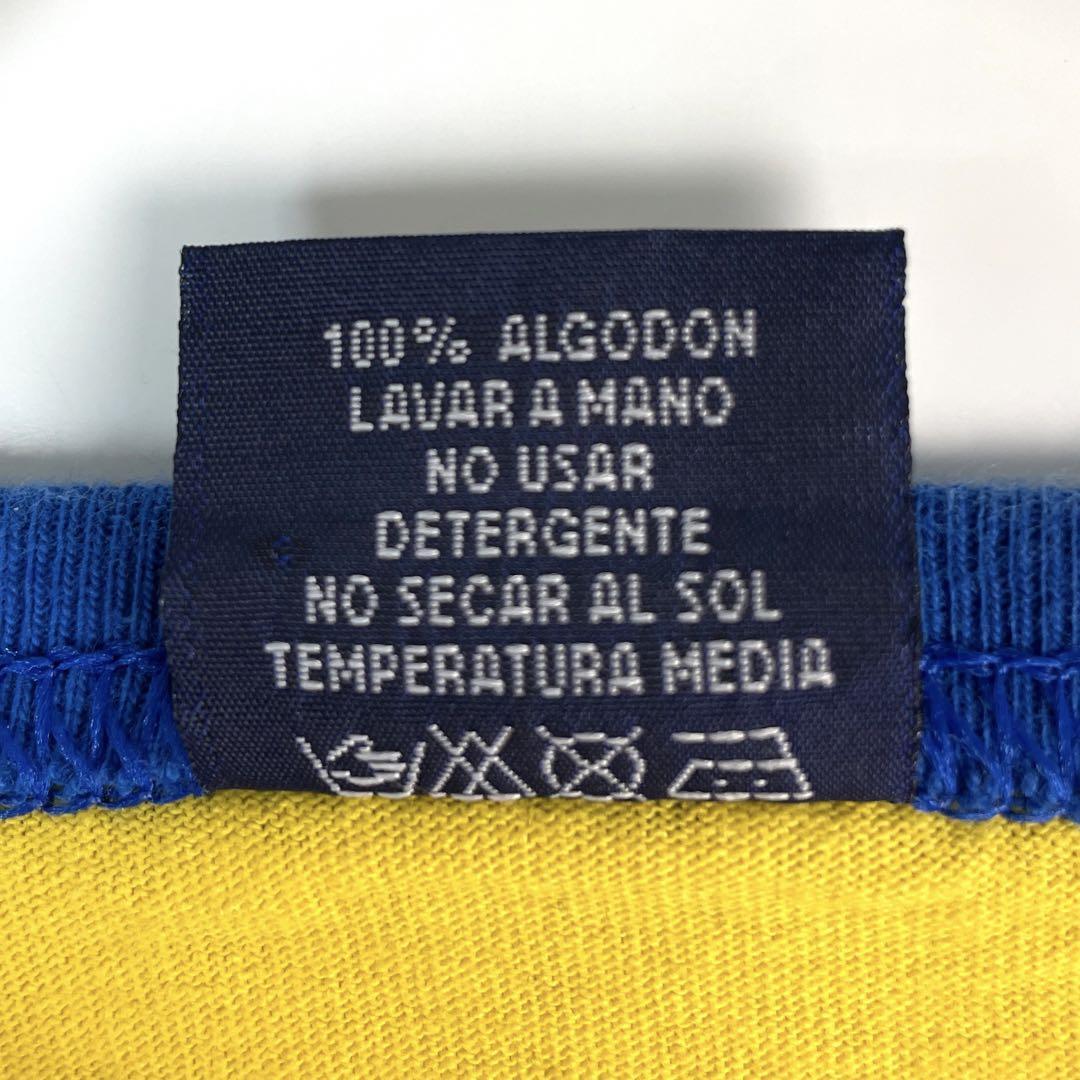 100% ALGODON
LAVAR A MANO
NO USAR
DETERGENTE
NO SECAR AL SOL
TEMPERATURA MEDIA